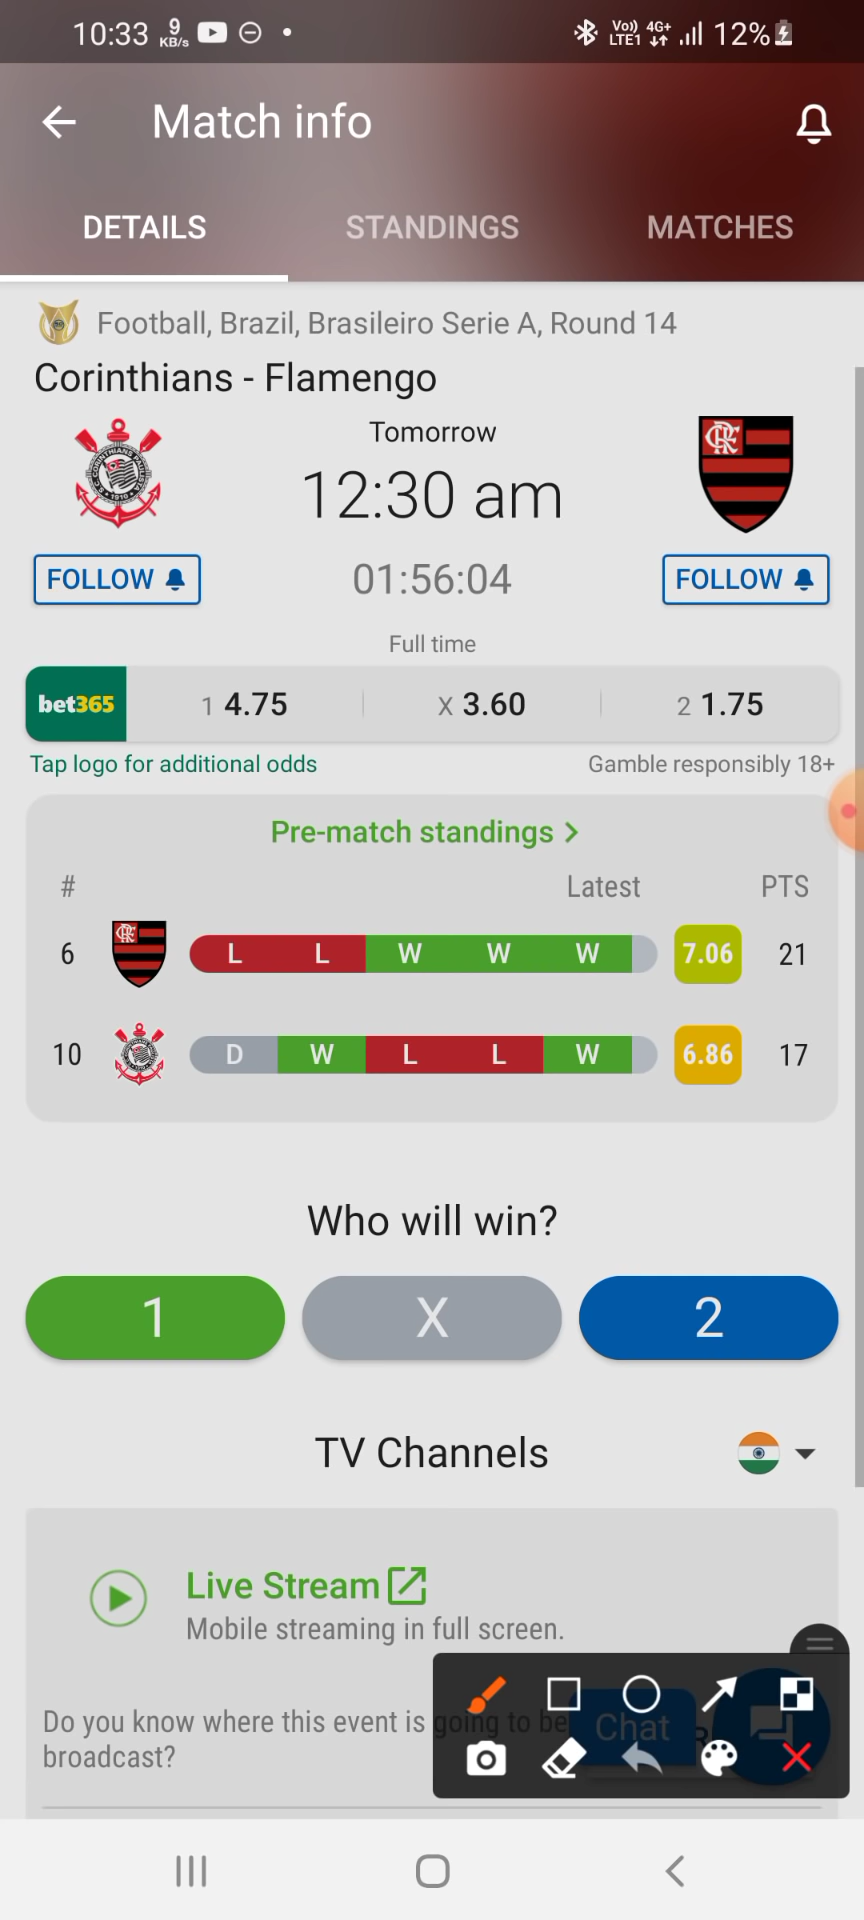 10:33 9 KB/s Vo)) LTE1 4G+ 12%
Match info
DETAILS STANDINGS MATCHES
Football, Brazil, Brasileiro Serie A, Round 14
Corinthians - Flamengo
Tomorrow
12:30 am
FOLLOW 01:56:04 FOLLOW
Full time
bet365 1 4.75 X 3.60 2 1.75
Tap logo for additional odds Gamble responsibly 18+
Pre-match standings >
# Latest PTS
6 L L W W W 7.06 21
10 D W L L W 6.86 17
Who will win?
1 X 2
TV Channels
Live Stream
Mobile streaming in full screen.
Do you know where this event is going to be
broadcast?
Chat